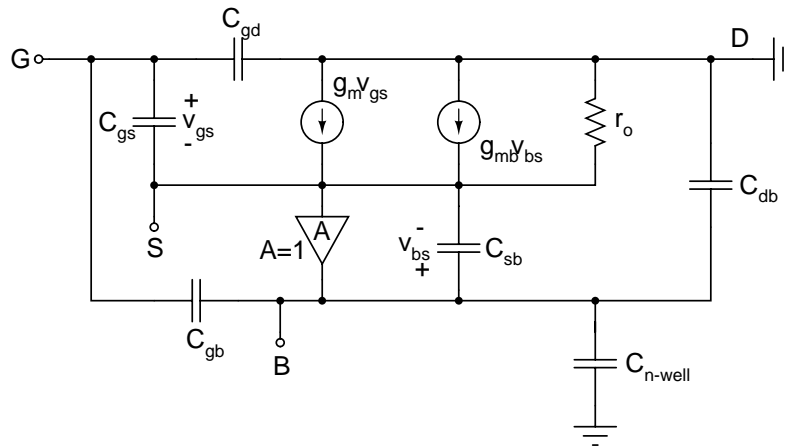 C_gd
G
D
g_m v_gs
+
C_gs
v_gs
-
g_mb v_bs
r_o
C_db
S
A
A=1
-
v_bs
+
C_sb
C_gb
B
C_n-well